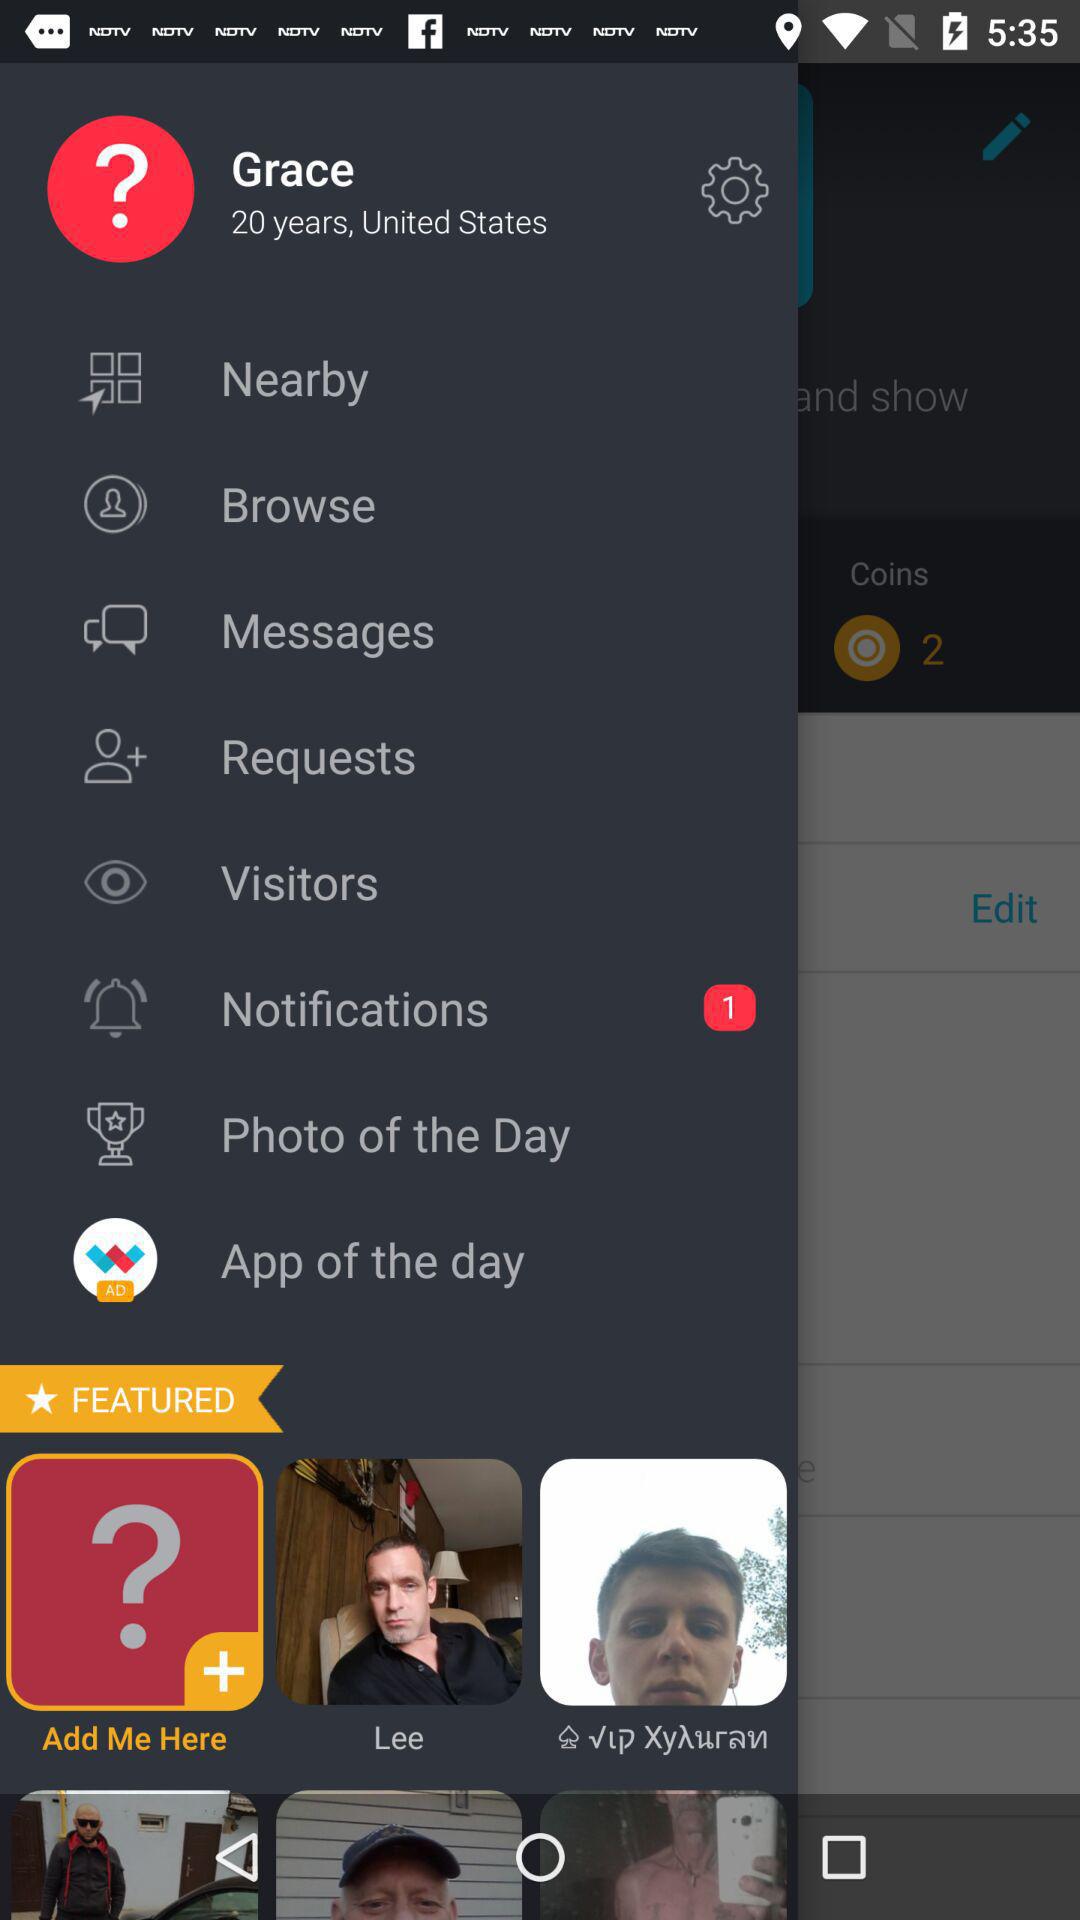 NDTV NDTV NDTV NDTV NDTV NDTV NDTV NDTV NDTV 5:35
?
Grace
20 years, United States
and show
Nearby
Browse
Coins
2
Messages
Requests
Visitors
Edit
Notifications
1
Photo of the Day
App of the day
AD
FEATURED
e
?
Add Me Here
Lee